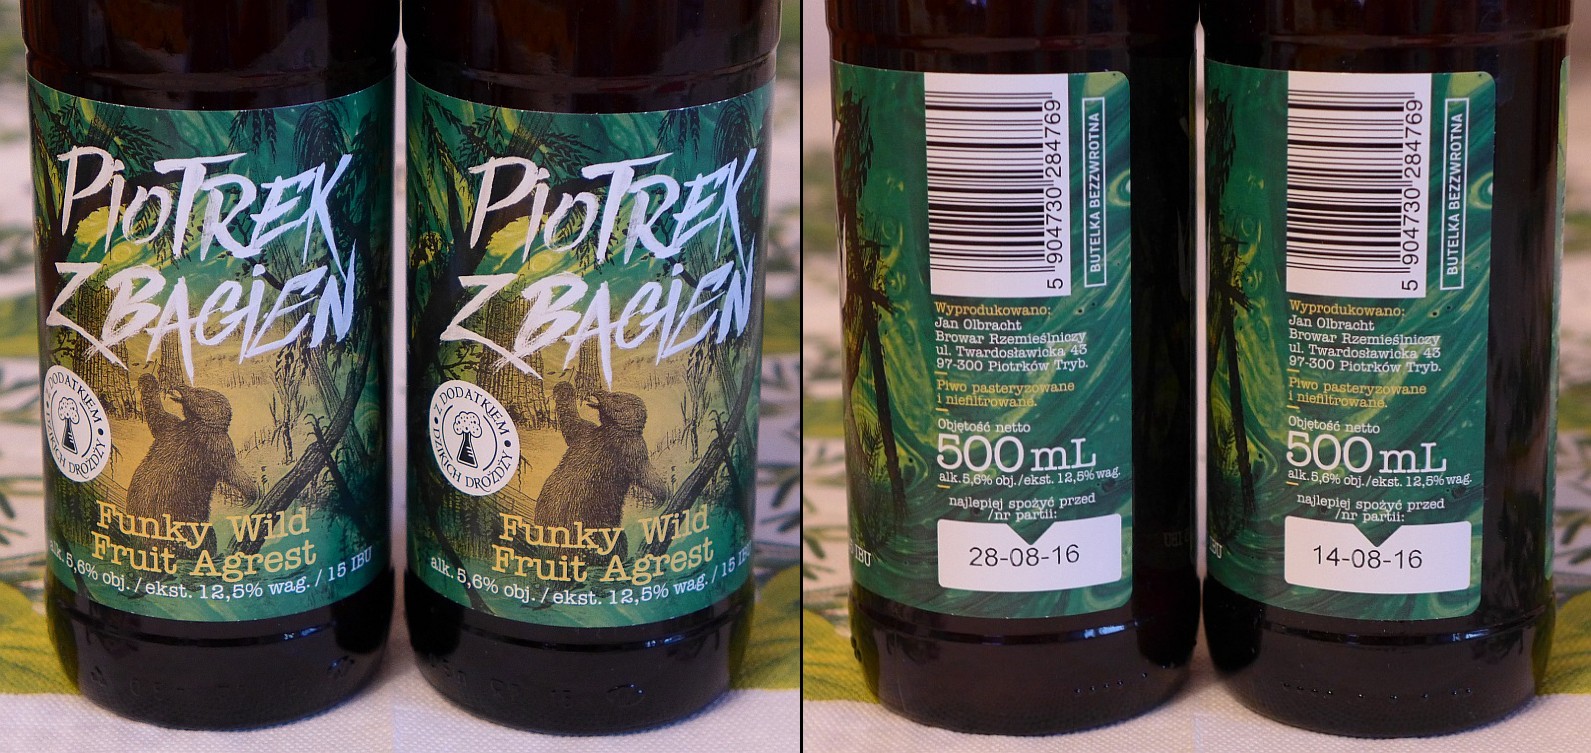 PIOTREK
Z BAGIEN
Z DODATKIEM
DZIKICH DROŻDŻY
Funky Wild
Fruit Agrest
alk. 5,6% obj. / ekst. 12,5% wag. / 15 IBU
PIOTREK
Z BAGIEN
Z DODATKIEM
DZIKICH DROŻDŻY
Funky Wild
Fruit Agrest
alk. 5,6% obj. / ekst. 12,5% wag. / 15 IBU
5 904730 284769
BUTELKA BEZZWROTNA
Wyprodukowano:
Jan Olbracht
Browar Rzemieślniczy
ul. Twardosławicka 43
97-300 Piotrków Tryb.
Piwo pasteryzowane
i niefiltrowane.
Objętość netto
500 mL
alk. 5,6% obj. / ekst. 12,5% wag.
najlepiej spożyć przed
/nr partii:
28-08-16
IBU
5 904730 284769
BUTELKA BEZZWROTNA
Wyprodukowano:
Jan Olbracht
Browar Rzemieślniczy
ul. Twardosławicka 43
97-300 Piotrków Tryb.
Piwo pasteryzowane
i niefiltrowane.
Objętość netto
500 mL
alk. 5,6% obj. / ekst. 12,5% wag.
najlepiej spożyć przed
/nr partii:
14-08-16